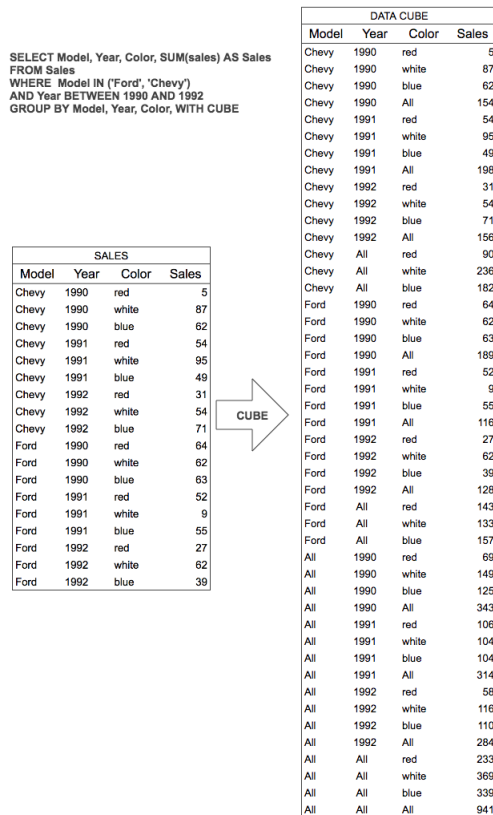 SELECT Model, Year, Color, SUM(sales) AS Sales
FROM Sales
WHERE Model IN ('Ford', 'Chevy')
AND Year BETWEEN 1990 AND 1992
GROUP BY Model, Year, Color, WITH CUBE
SALES
Model Year Color Sales
Chevy 1990 red 5
Chevy 1990 white 87
Chevy 1990 blue 62
Chevy 1991 red 54
Chevy 1991 white 95
Chevy 1991 blue 49
Chevy 1992 red 31
Chevy 1992 white 54
Chevy 1992 blue 71
Ford 1990 red 64
Ford 1990 white 62
Ford 1990 blue 63
Ford 1991 red 52
Ford 1991 white 9
Ford 1991 blue 55
Ford 1992 red 27
Ford 1992 white 62
Ford 1992 blue 39
CUBE
DATA CUBE
Model Year Color Sales
Chevy 1990 red 5
Chevy 1990 white 87
Chevy 1990 blue 62
Chevy 1990 All 154
Chevy 1991 red 54
Chevy 1991 white 95
Chevy 1991 blue 49
Chevy 1991 All 198
Chevy 1992 red 31
Chevy 1992 white 54
Chevy 1992 blue 71
Chevy 1992 All 156
Chevy All red 90
Chevy All white 236
Chevy All blue 182
Ford 1990 red 64
Ford 1990 white 62
Ford 1990 blue 63
Ford 1990 All 189
Ford 1991 red 52
Ford 1991 white 9
Ford 1991 blue 55
Ford 1991 All 116
Ford 1992 red 27
Ford 1992 white 62
Ford 1992 blue 39
Ford 1992 All 128
Ford All red 143
Ford All white 133
Ford All blue 157
All 1990 red 69
All 1990 white 149
All 1990 blue 125
All 1990 All 343
All 1991 red 106
All 1991 white 104
All 1991 blue 104
All 1991 All 314
All 1992 red 58
All 1992 white 116
All 1992 blue 110
All 1992 All 284
All All red 233
All All white 369
All All blue 339
All All All 941